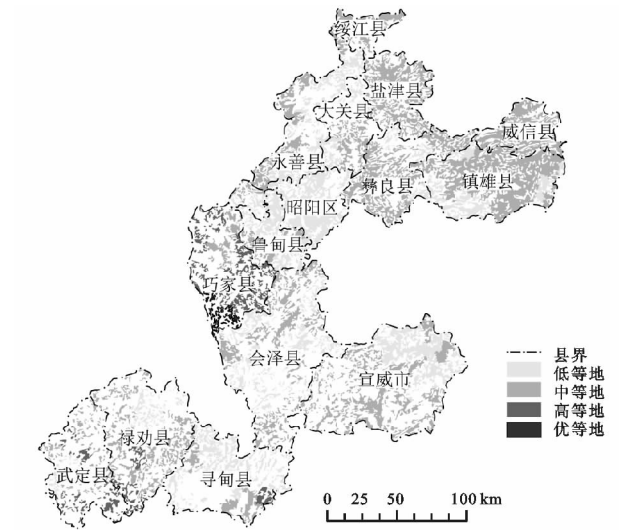 绥江县
盐津县
大关县
威信县
永善县
彝良县
镇雄县
昭阳区
鲁甸县
巧家县
会泽县
宣威市
禄劝县
武定县
寻甸县
县界
低等地
中等地
高等地
优等地
0 25 50 100 km